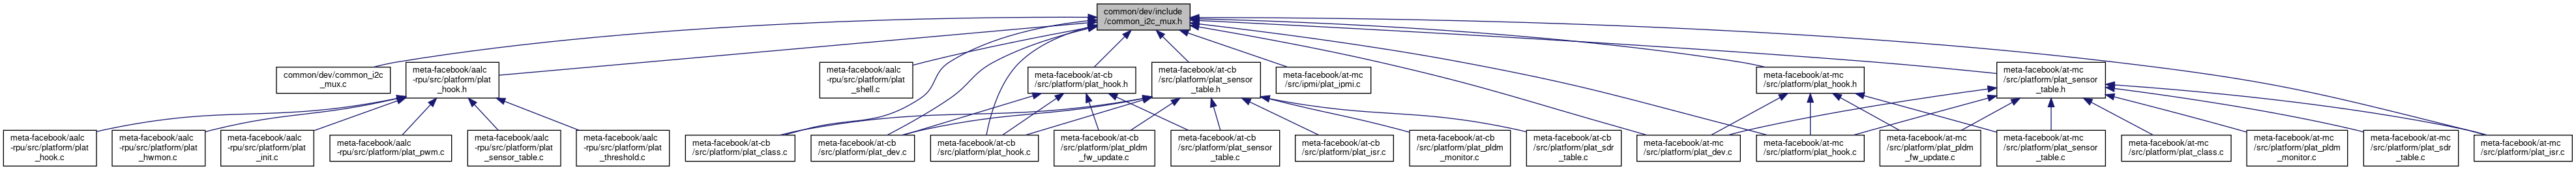 common/dev/include
/common_i2c_mux.h
common/dev/common_i2c
_mux.c
meta-facebook/aalc
-rpu/src/platform/plat
_hook.h
meta-facebook/aalc
-rpu/src/platform/plat
_shell.c
meta-facebook/at-cb
/src/platform/plat_hook.h
meta-facebook/at-cb
/src/platform/plat_sensor
_table.h
meta-facebook/at-mc
/src/ipmi/plat_ipmi.c
meta-facebook/at-mc
/src/platform/plat_hook.h
meta-facebook/at-mc
/src/platform/plat_sensor
_table.h
meta-facebook/aalc
-rpu/src/platform/plat
_hook.c
meta-facebook/aalc
-rpu/src/platform/plat
_hwmon.c
meta-facebook/aalc
-rpu/src/platform/plat
_init.c
meta-facebook/aalc
-rpu/src/platform/plat_pwm.c
meta-facebook/aalc
-rpu/src/platform/plat
_sensor_table.c
meta-facebook/aalc
-rpu/src/platform/plat
_threshold.c
meta-facebook/at-cb
/src/platform/plat_class.c
meta-facebook/at-cb
/src/platform/plat_dev.c
meta-facebook/at-cb
/src/platform/plat_hook.c
meta-facebook/at-cb
/src/platform/plat_pldm
_fw_update.c
meta-facebook/at-cb
/src/platform/plat_sensor
_table.c
meta-facebook/at-cb
/src/platform/plat_isr.c
meta-facebook/at-cb
/src/platform/plat_pldm
_monitor.c
meta-facebook/at-cb
/src/platform/plat_sdr
_table.c
meta-facebook/at-mc
/src/platform/plat_dev.c
meta-facebook/at-mc
/src/platform/plat_hook.c
meta-facebook/at-mc
/src/platform/plat_pldm
_fw_update.c
meta-facebook/at-mc
/src/platform/plat_sensor
_table.c
meta-facebook/at-mc
/src/platform/plat_class.c
meta-facebook/at-mc
/src/platform/plat_pldm
_monitor.c
meta-facebook/at-mc
/src/platform/plat_sdr
_table.c
meta-facebook/at-mc
/src/platform/plat_isr.c